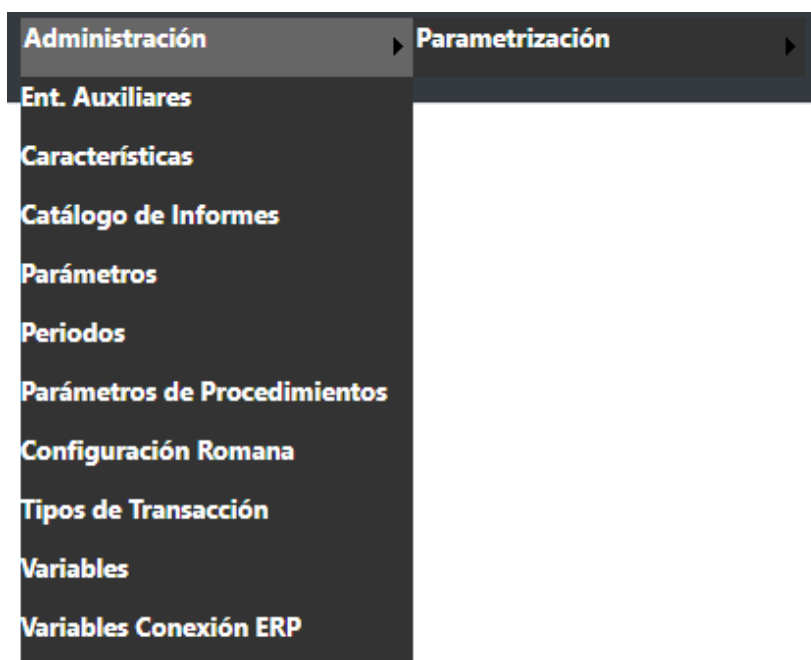 Administración
Parametrización
Ent. Auxiliares
Características
Catálogo de Informes
Parámetros
Periodos
Parámetros de Procedimientos
Configuración Romana
Tipos de Transacción
Variables
Variables Conexión ERP